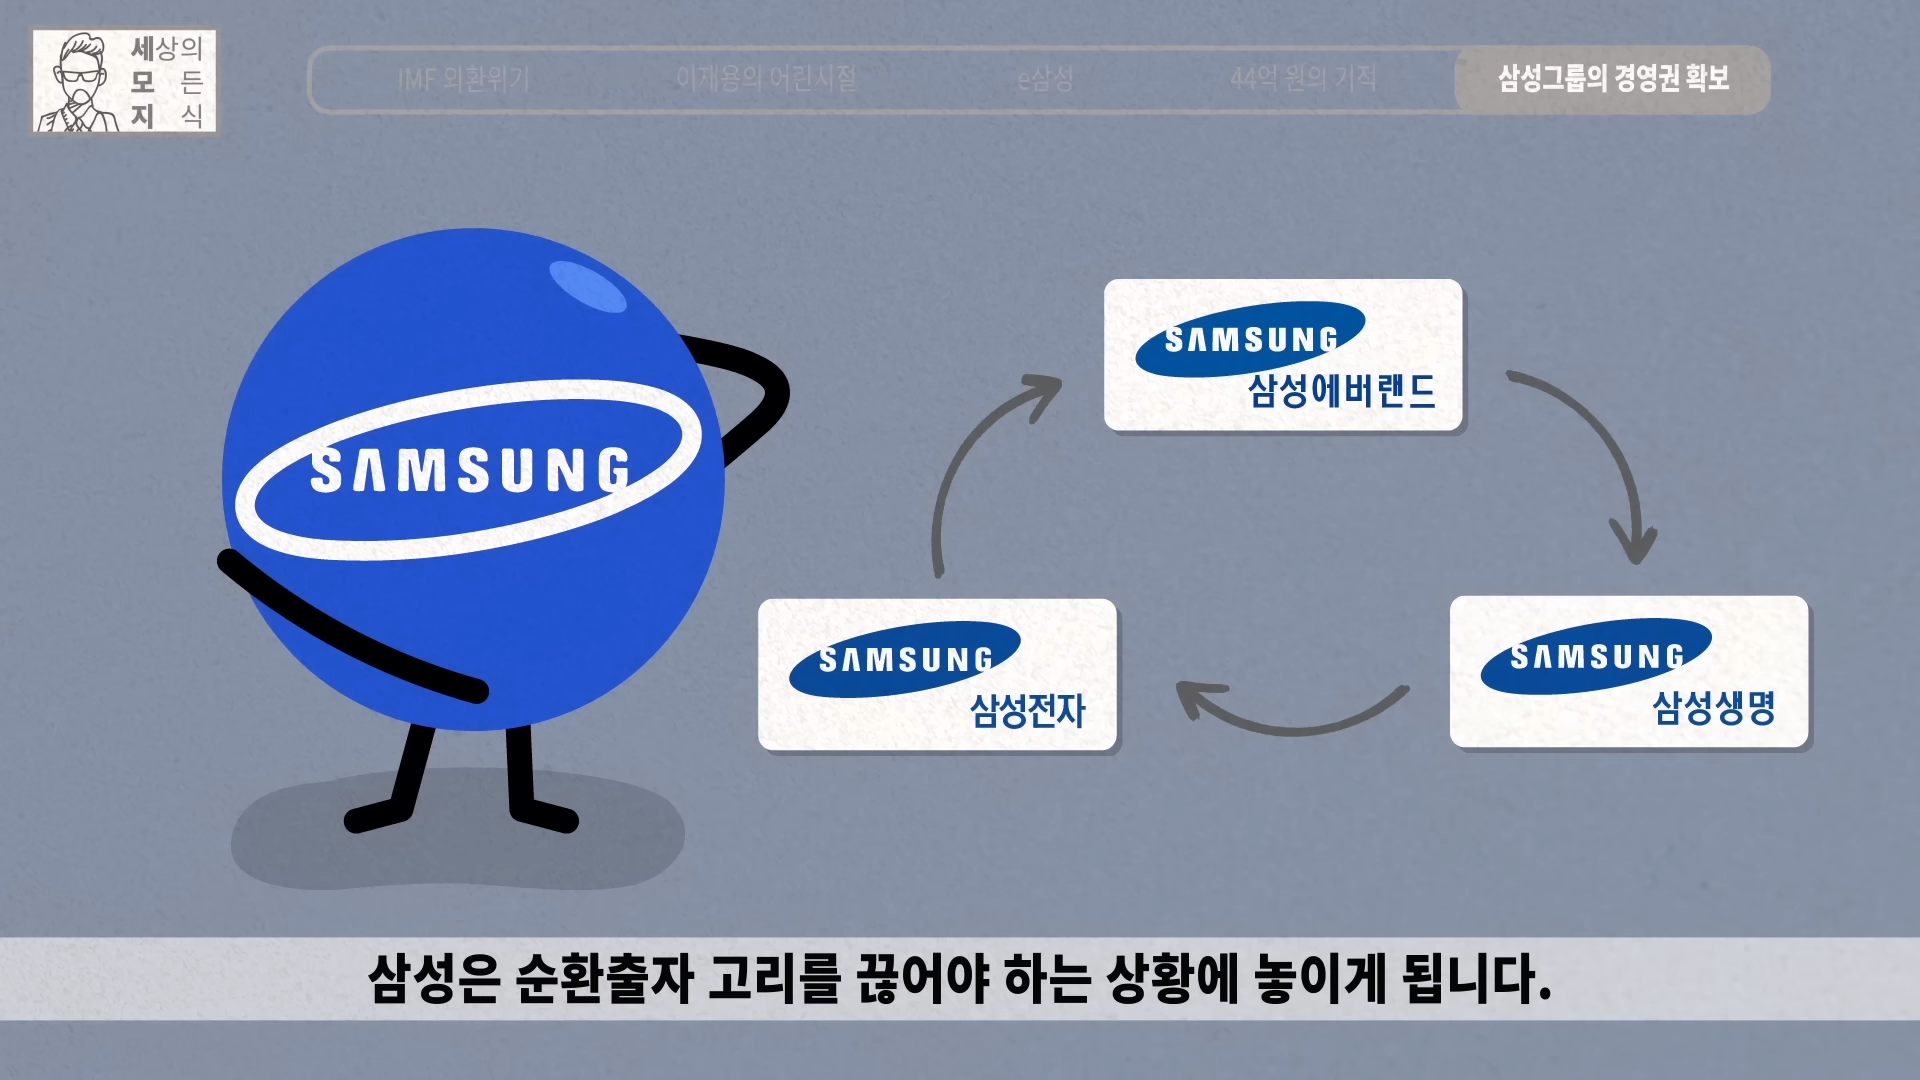 세상의
모든
지식
IMF 외환위기
이재용의 어린시절
e삼성
44억 원의 기적
삼성그룹의 경영권 확보
SAMSUNG
SAMSUNG
삼성에버랜드
SAMSUNG
삼성전자
SAMSUNG
삼성생명
삼성은 순환출자 고리를 끊어야 하는 상황에 놓이게 됩니다.